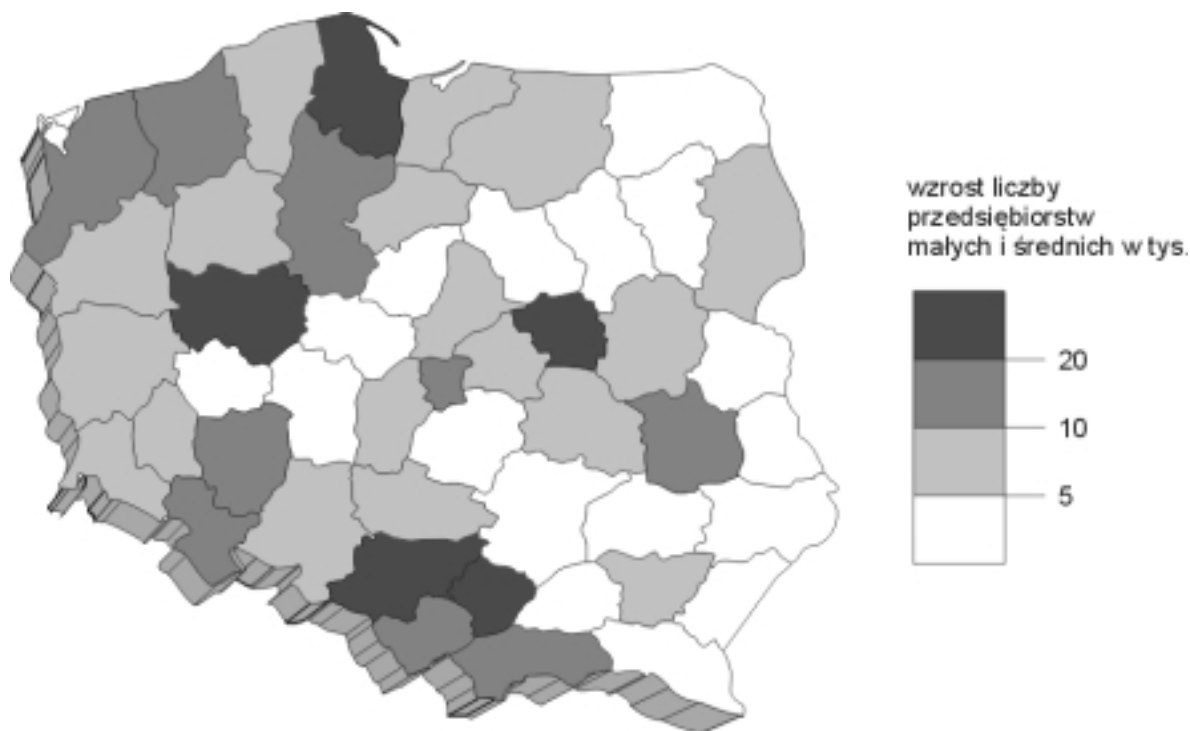 wzrost liczby
przedsiębiorstw
małych i średnich w tys.
20
10
5